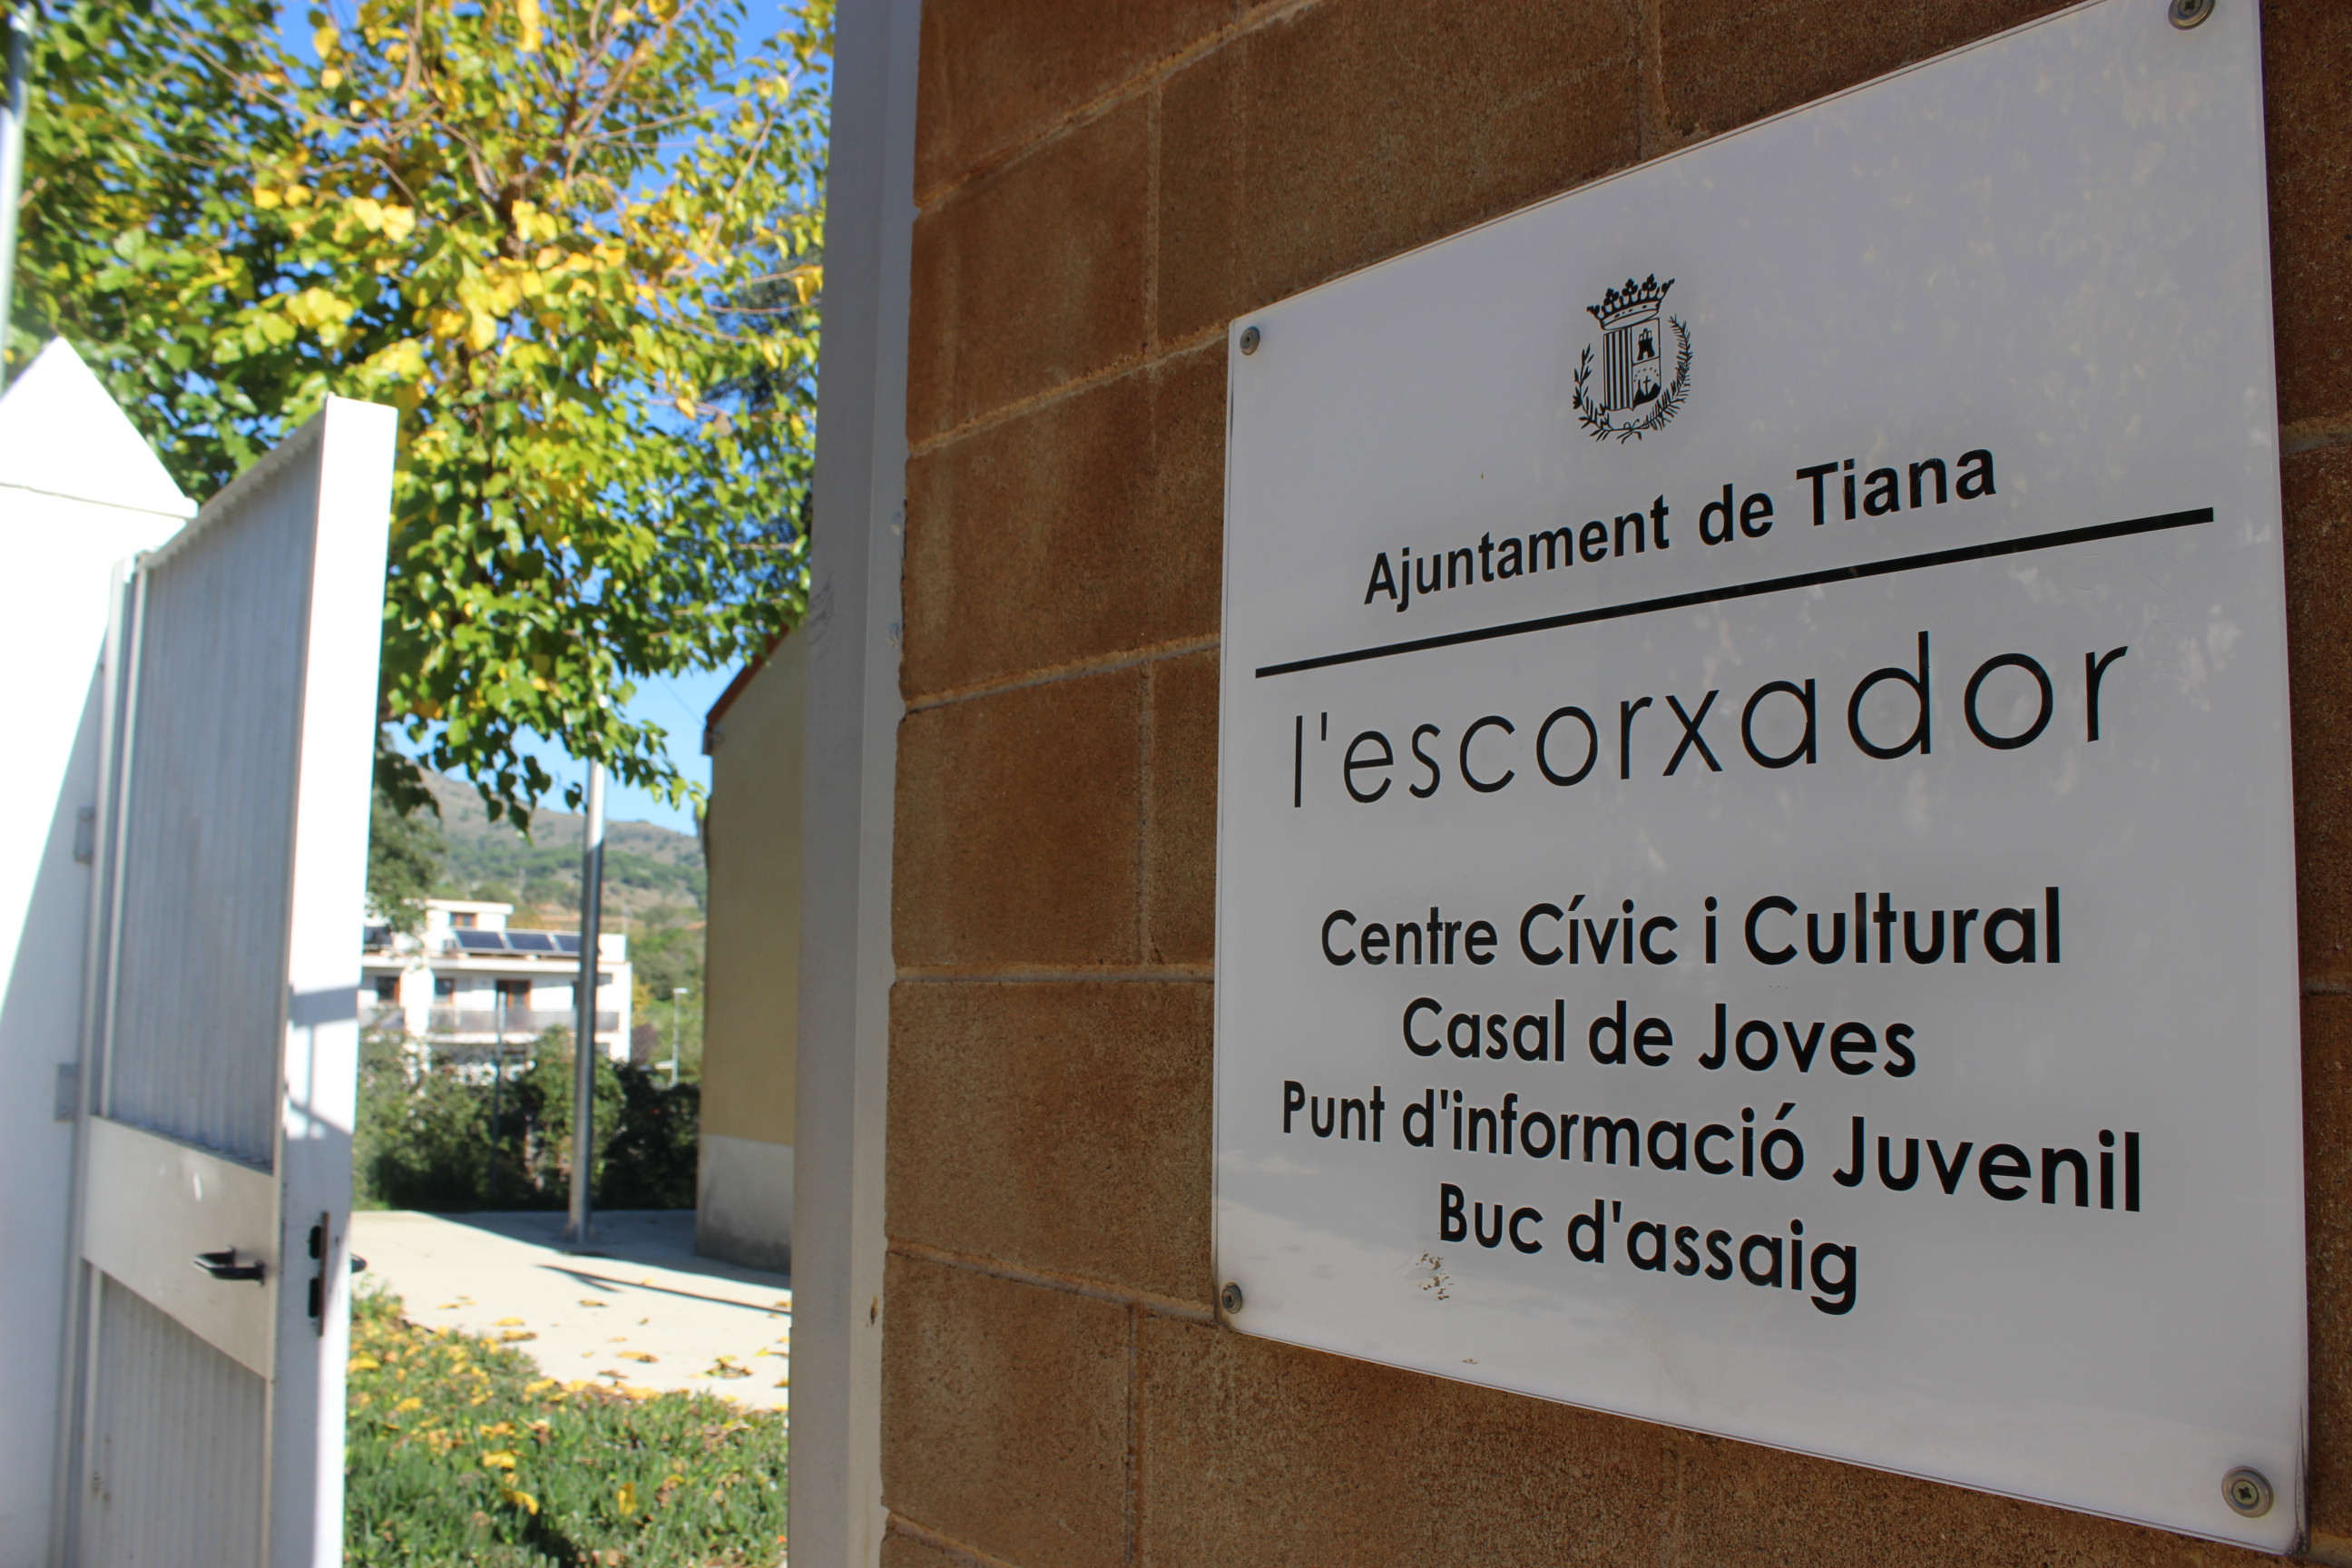 Ajuntament de Tiana
l'escorxador
Centre Cívic i Cultural
Casal de Joves
Punt d'informació Juvenil
Buc d'assaig